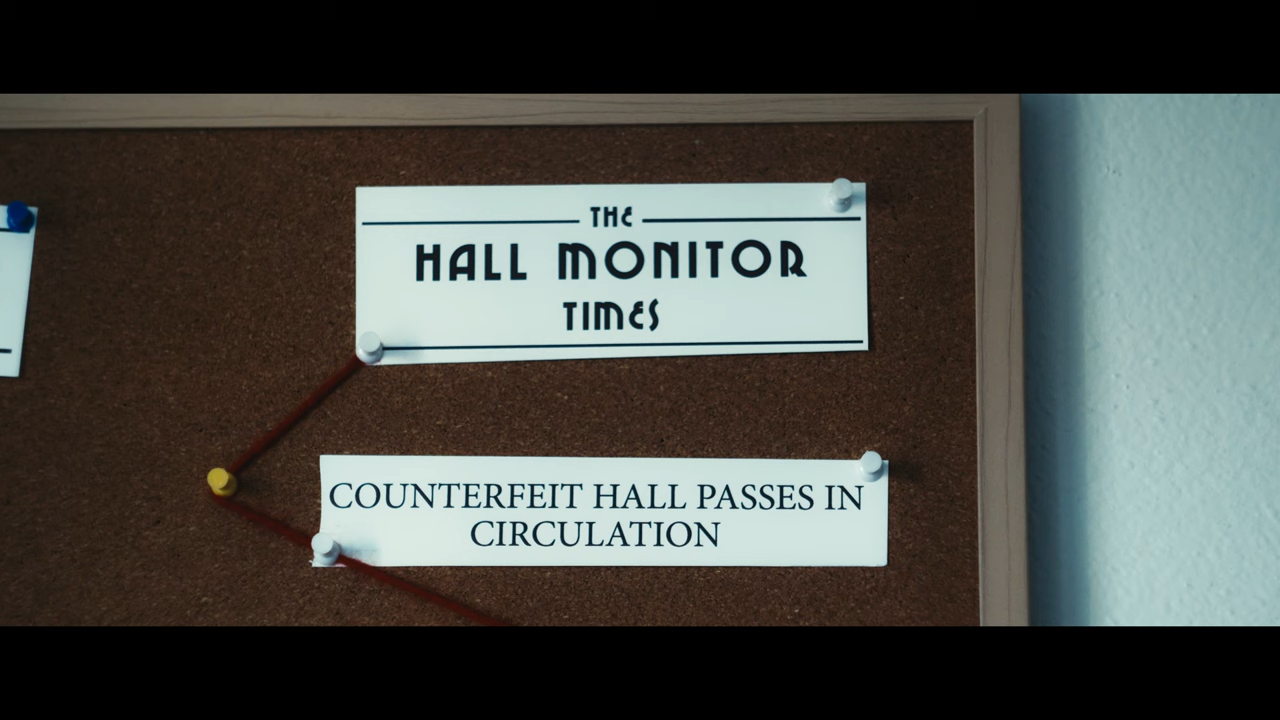 THE
HALL MONITOR
TIMES
COUNTERFEIT HALL PASSES IN
CIRCULATION